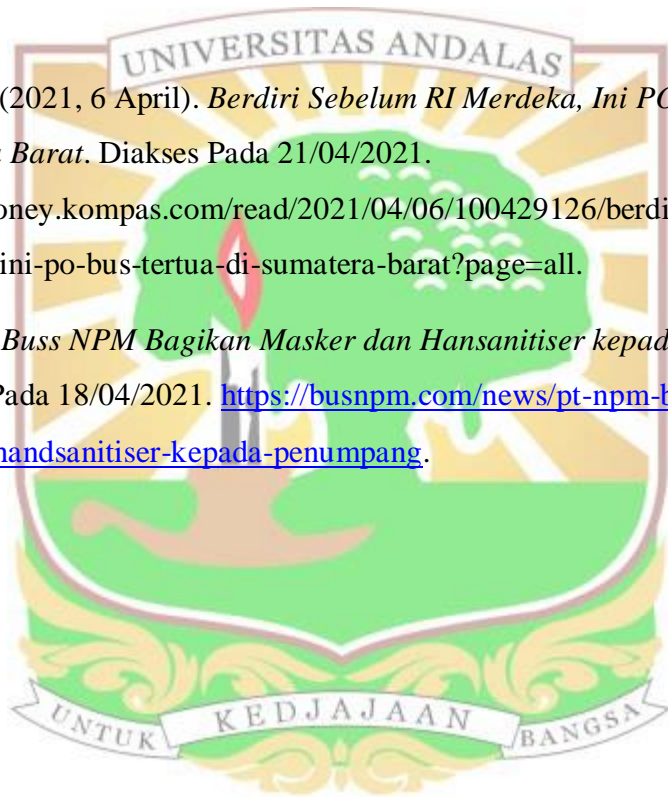 UNIVERSITAS ANDALAS
(2021, 6 April). Berdiri Sebelum RI Merdeka, Ini PO
Barat. Diakses Pada 21/04/2021.
oney.kompas.com/read/2021/04/06/100429126/berdi
ini-po-bus-tertua-di-sumatera-barat?page=all.
Buss NPM Bagikan Masker dan Hansanitiser kepad
Pada 18/04/2021. https://busnpm.com/news/pt-npm-b
handsanitiser-kepada-penumpang.
UNTUK KEDJAJAAN BANGSA